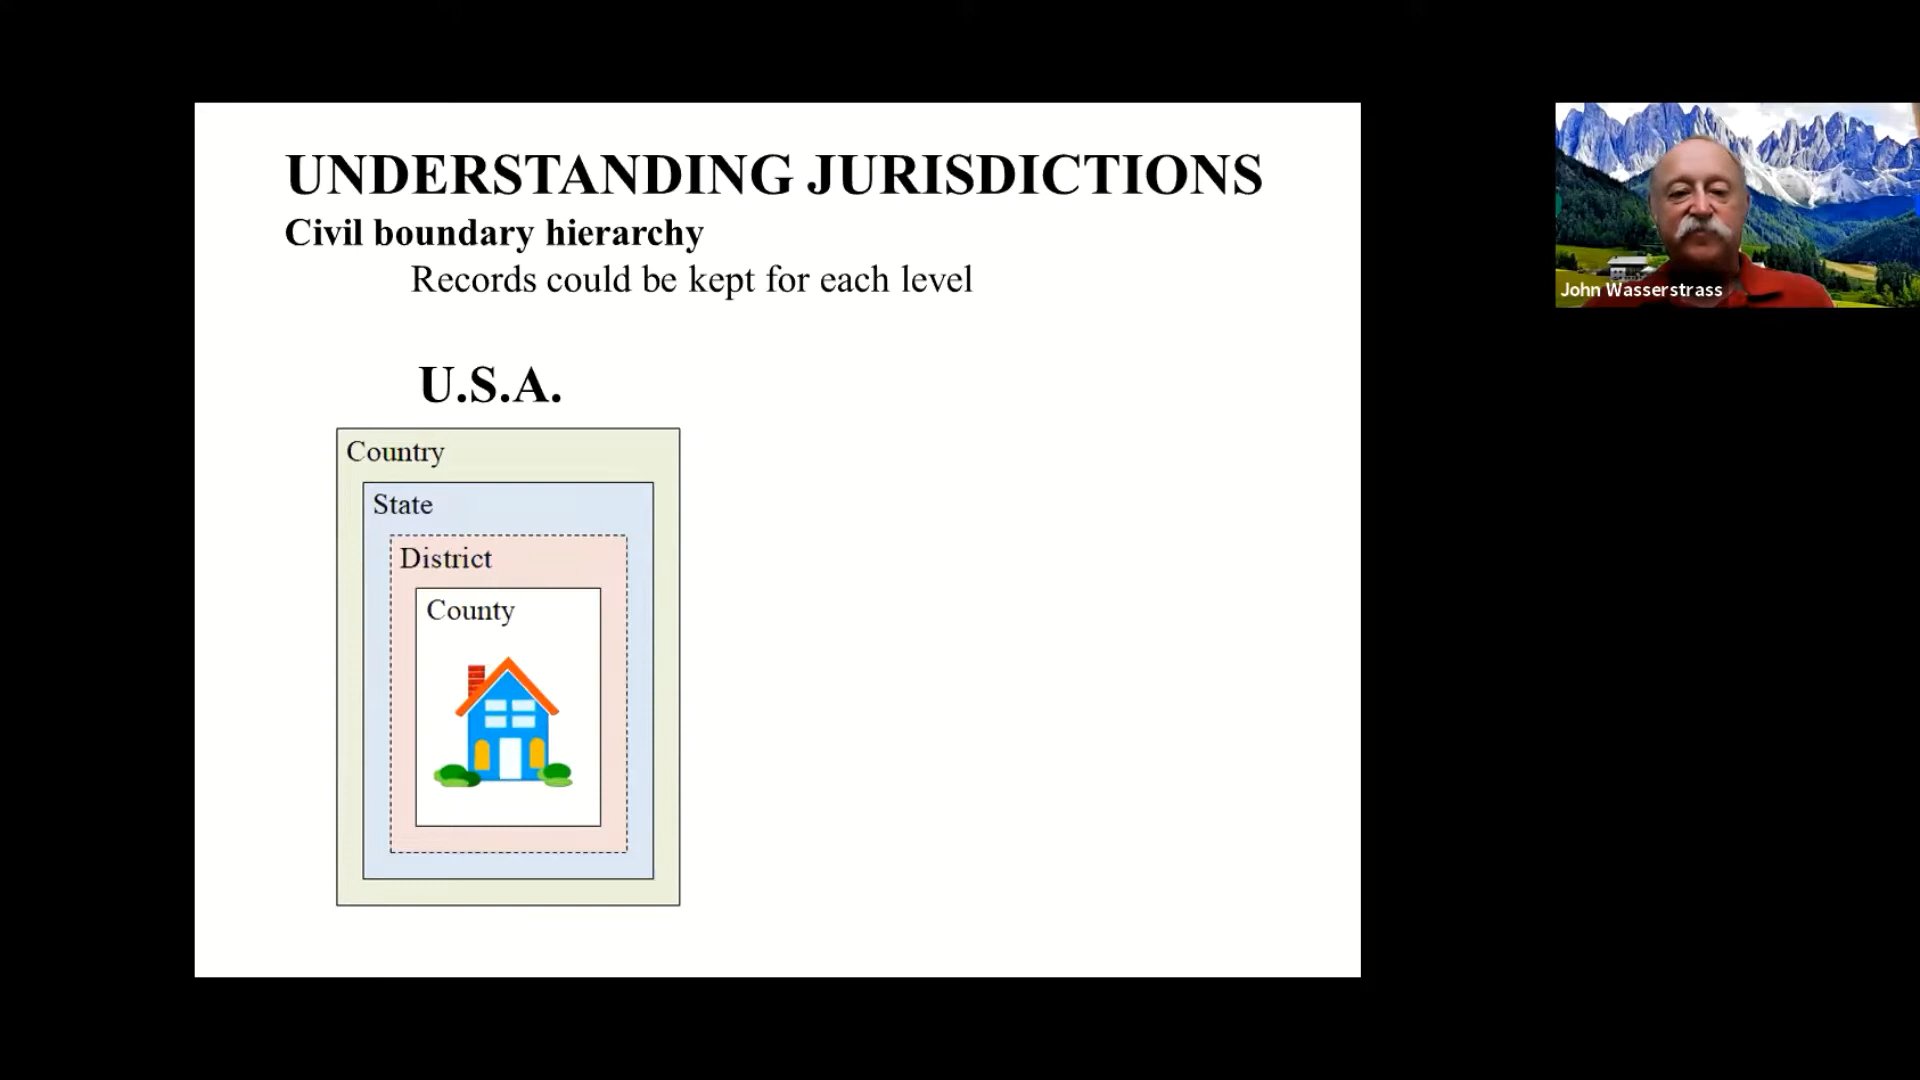 UNDERSTANDING JURISDICTIONS
Civil boundary hierarchy
Records could be kept for each level
U.S.A.
Country
State
District
County
John Wasserstrass